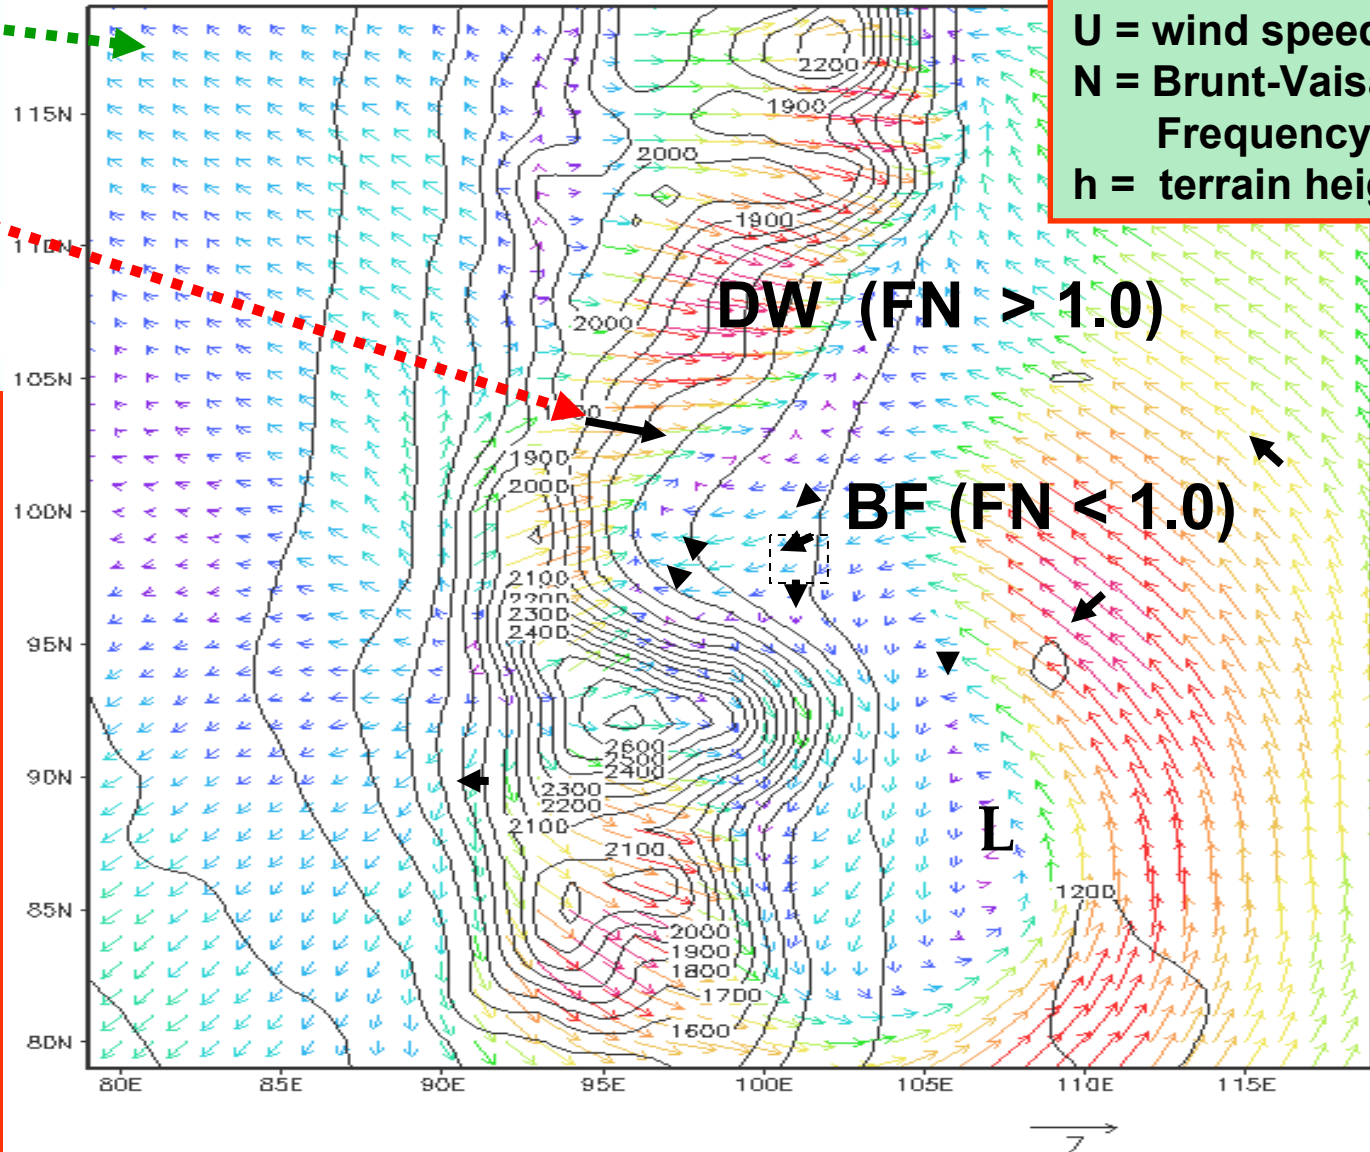 U = wind speed
N = Brunt-Vais
Frequency
h = terrain heig
115N
110N
105N
100N
95N
90N
85N
80N
2200
1900
2000
1900
2000
DW (FN > 1.0)
1900
2000
BF (FN < 1.0)
2100
2200
2300
2400
2600
2500
2400
2300
2200
2100
2100
L
1200
2000
1900
1800
1700
1600
80E
85E
90E
95E
100E
105E
110E
115E
7